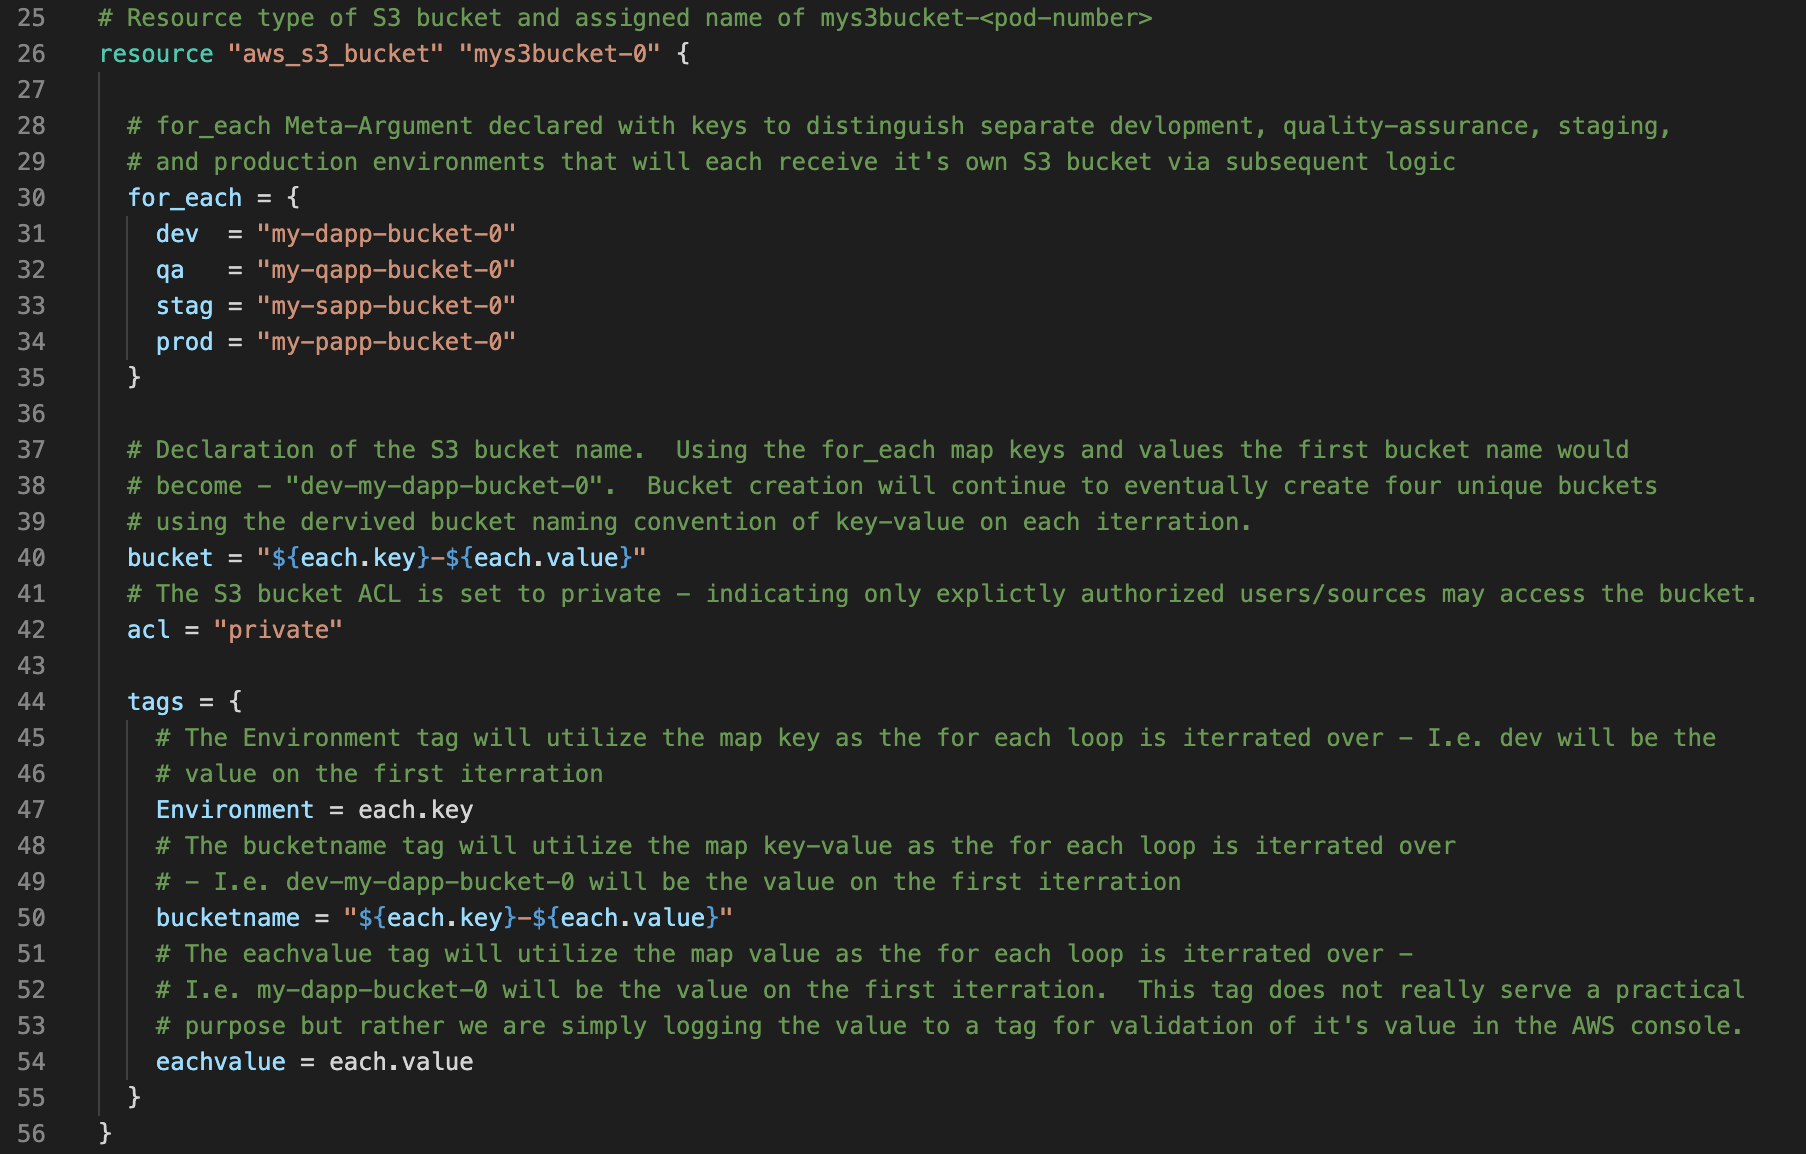 25 # Resource type of S3 bucket and assigned name of mys3bucket-<pod-number>
26 resource "aws_s3_bucket" "mys3bucket-0" {
27
28 # for_each Meta-Argument declared with keys to distinguish separate devlopment, quality-assurance, staging,
29 # and production environments that will each receive it's own S3 bucket via subsequent logic
30 for_each = {
31 dev  = "my-dapp-bucket-0"
32 qa   = "my-qapp-bucket-0"
33 stag = "my-sapp-bucket-0"
34 prod = "my-papp-bucket-0"
35 }
36
37 # Declaration of the S3 bucket name.  Using the for_each map keys and values the first bucket name would
38 # become - "dev-my-dapp-bucket-0".  Bucket creation will continue to eventually create four unique buckets
39 # using the dervived bucket naming convention of key-value on each iterration.
40 bucket = "${each.key}-${each.value}"
41 # The S3 bucket ACL is set to private - indicating only explictly authorized users/sources may access the bucket.
42 acl = "private"
43
44 tags = {
45 # The Environment tag will utilize the map key as the for each loop is iterrated over - I.e. dev will be the
46 # value on the first iterration
47 Environment = each.key
48 # The bucketname tag will utilize the map key-value as the for each loop is iterrated over
49 # - I.e. dev-my-dapp-bucket-0 will be the value on the first iterration
50 bucketname = "${each.key}-${each.value}"
51 # The eachvalue tag will utilize the map value as the for each loop is iterrated over -
52 # I.e. my-dapp-bucket-0 will be the value on the first iterration.  This tag does not really serve a practical
53 # purpose but rather we are simply logging the value to a tag for validation of it's value in the AWS console.
54 eachvalue = each.value
55 }
56 }